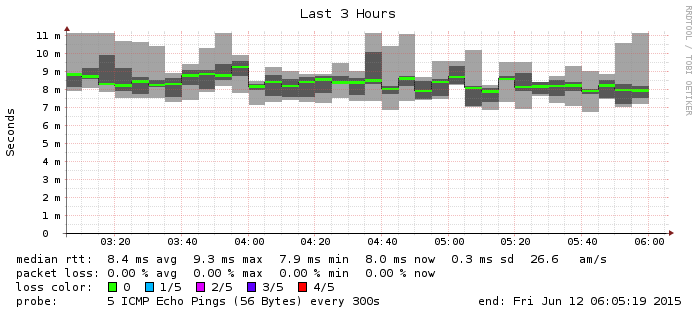 Last 3 Hours
RRDTOOL / TOBI OETIKER
Seconds
11 m
10 m
9 m
8 m
7 m
6 m
5 m
4 m
3 m
2 m
1 m
0
03:20 03:40 04:00 04:20 04:40 05:00 05:20 05:40 06:00
median rtt: 8.4 ms avg 9.3 ms max 7.9 ms min 8.0 ms now 0.3 ms sd 26.6 am/s
packet loss: 0.00 % avg 0.00 % max 0.00 % min 0.00 % now
loss color: 0 1/5 2/5 3/5 4/5
probe: 5 ICMP Echo Pings (56 Bytes) every 300s end: Fri Jun 12 06:05:19 2015